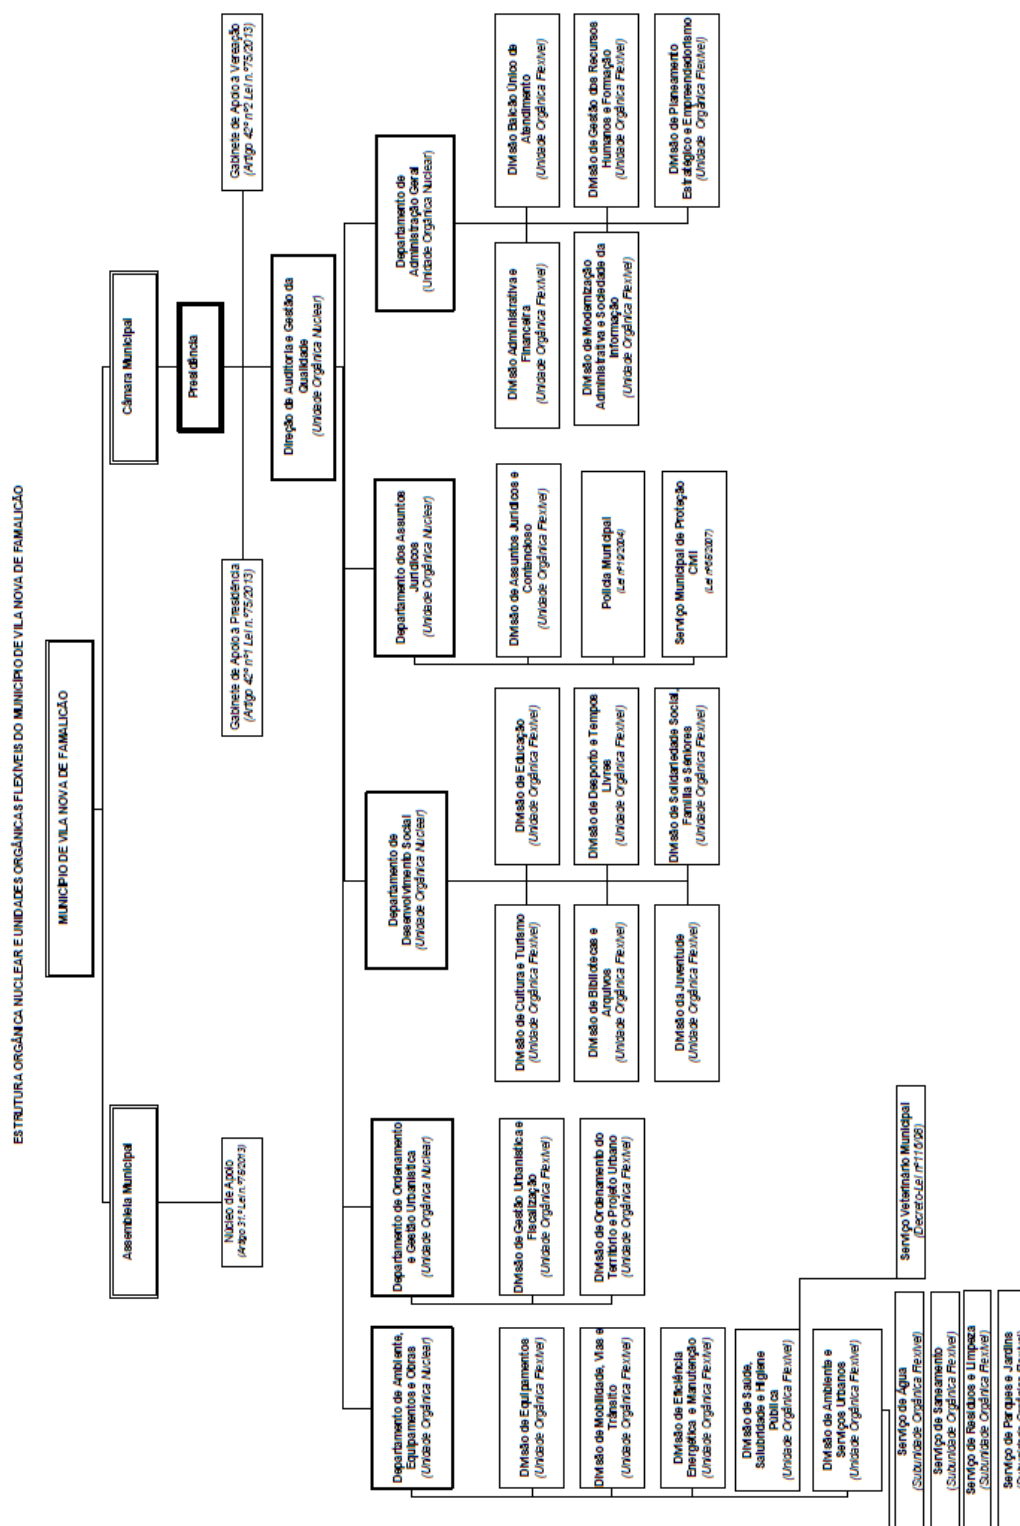 ESTRUTURA ORGÂNICA NUCLEAR E UNIDADES ORGÂNICAS FLEXÍVEIS DO MUNICÍPIO DE VILA NOVA DE FAMALICÃO
MUNICÍPIO DE VILA NOVA DE FAMALICÃO
Assembleia Municipal
Câmara Municipal
Presidência
Núcleo de Apoio
(Artigo 31.º Lei n.º75/2013)
Gabinete de Apoio à Presidência
(Artigo 42º nº1 Lei n.º75/2013)
Gabinete de Apoio à Vereação
(Artigo 42º nº2 Lei n.º75/2013)
Direção de Auditoria e Gestão da
Qualidade
(Unidade Orgânica Nuclear)
Departamento de Ambiente,
Equipamentos e Obras
(Unidade Orgânica Nuclear)
Departamento de Ordenamento
e Gestão Urbanística
(Unidade Orgânica Nuclear)
Departamento de
Desenvolvimento Social
(Unidade Orgânica Nuclear)
Departamento dos Assuntos
Jurídicos
(Unidade Orgânica Nuclear)
Departamento de
Administração Geral
(Unidade Orgânica Nuclear)
Divisão de Equipamentos
(Unidade Orgânica Flexível)
Divisão de Mobilidade, Vias e
Trânsito
(Unidade Orgânica Flexível)
Divisão de Eficiência
Energética e Manutenção
(Unidade Orgânica Flexível)
Divisão de Saúde,
Salubridade e Higiene
Pública
(Unidade Orgânica Flexível)
Divisão de Ambiente e
Serviços Urbanos
(Unidade Orgânica Flexível)
Serviço Veterinário Municipal
(Decreto-Lei nº116/98)
Serviço de Água
(Subunidade Orgânica Flexível)
Serviço de Saneamento
(Subunidade Orgânica Flexível)
Serviço de Resíduos e Limpeza
(Subunidade Orgânica Flexível)
Serviço de Parques e Jardins
Divisão de Gestão Urbanística e
Fiscalização
(Unidade Orgânica Flexível)
Divisão de Ordenamento do
Território e Projeto Urbano
(Unidade Orgânica Flexível)
Divisão de Cultura e Turismo
(Unidade Orgânica Flexível)
Divisão de Educação
(Unidade Orgânica Flexível)
Divisão de Bibliotecas e
Arquivos
(Unidade Orgânica Flexível)
Divisão de Desporto e Tempos
Livres
(Unidade Orgânica Flexível)
Divisão da Juventude
(Unidade Orgânica Flexível)
Divisão de Solidariedade Social,
Família e Séniores
(Unidade Orgânica Flexível)
Divisão de Assuntos Jurídicos e
Contencioso
(Unidade Orgânica Flexível)
Polícia Municipal
(Lei nº19/2004)
Serviço Municipal de Proteção
Civil
(Lei nº65/2007)
Divisão Administrativa e
Financeira
(Unidade Orgânica Flexível)
Divisão Balcão Único de
Atendimento
(Unidade Orgânica Flexível)
Divisão de Modernização
Administrativa e Sociedade da
Informação
(Unidade Orgânica Flexível)
Divisão de Gestão dos Recursos
Humanos e Formação
(Unidade Orgânica Flexível)
Divisão de Planeamento
Estratégico e Empreendedorismo
(Unidade Orgânica Flexível)